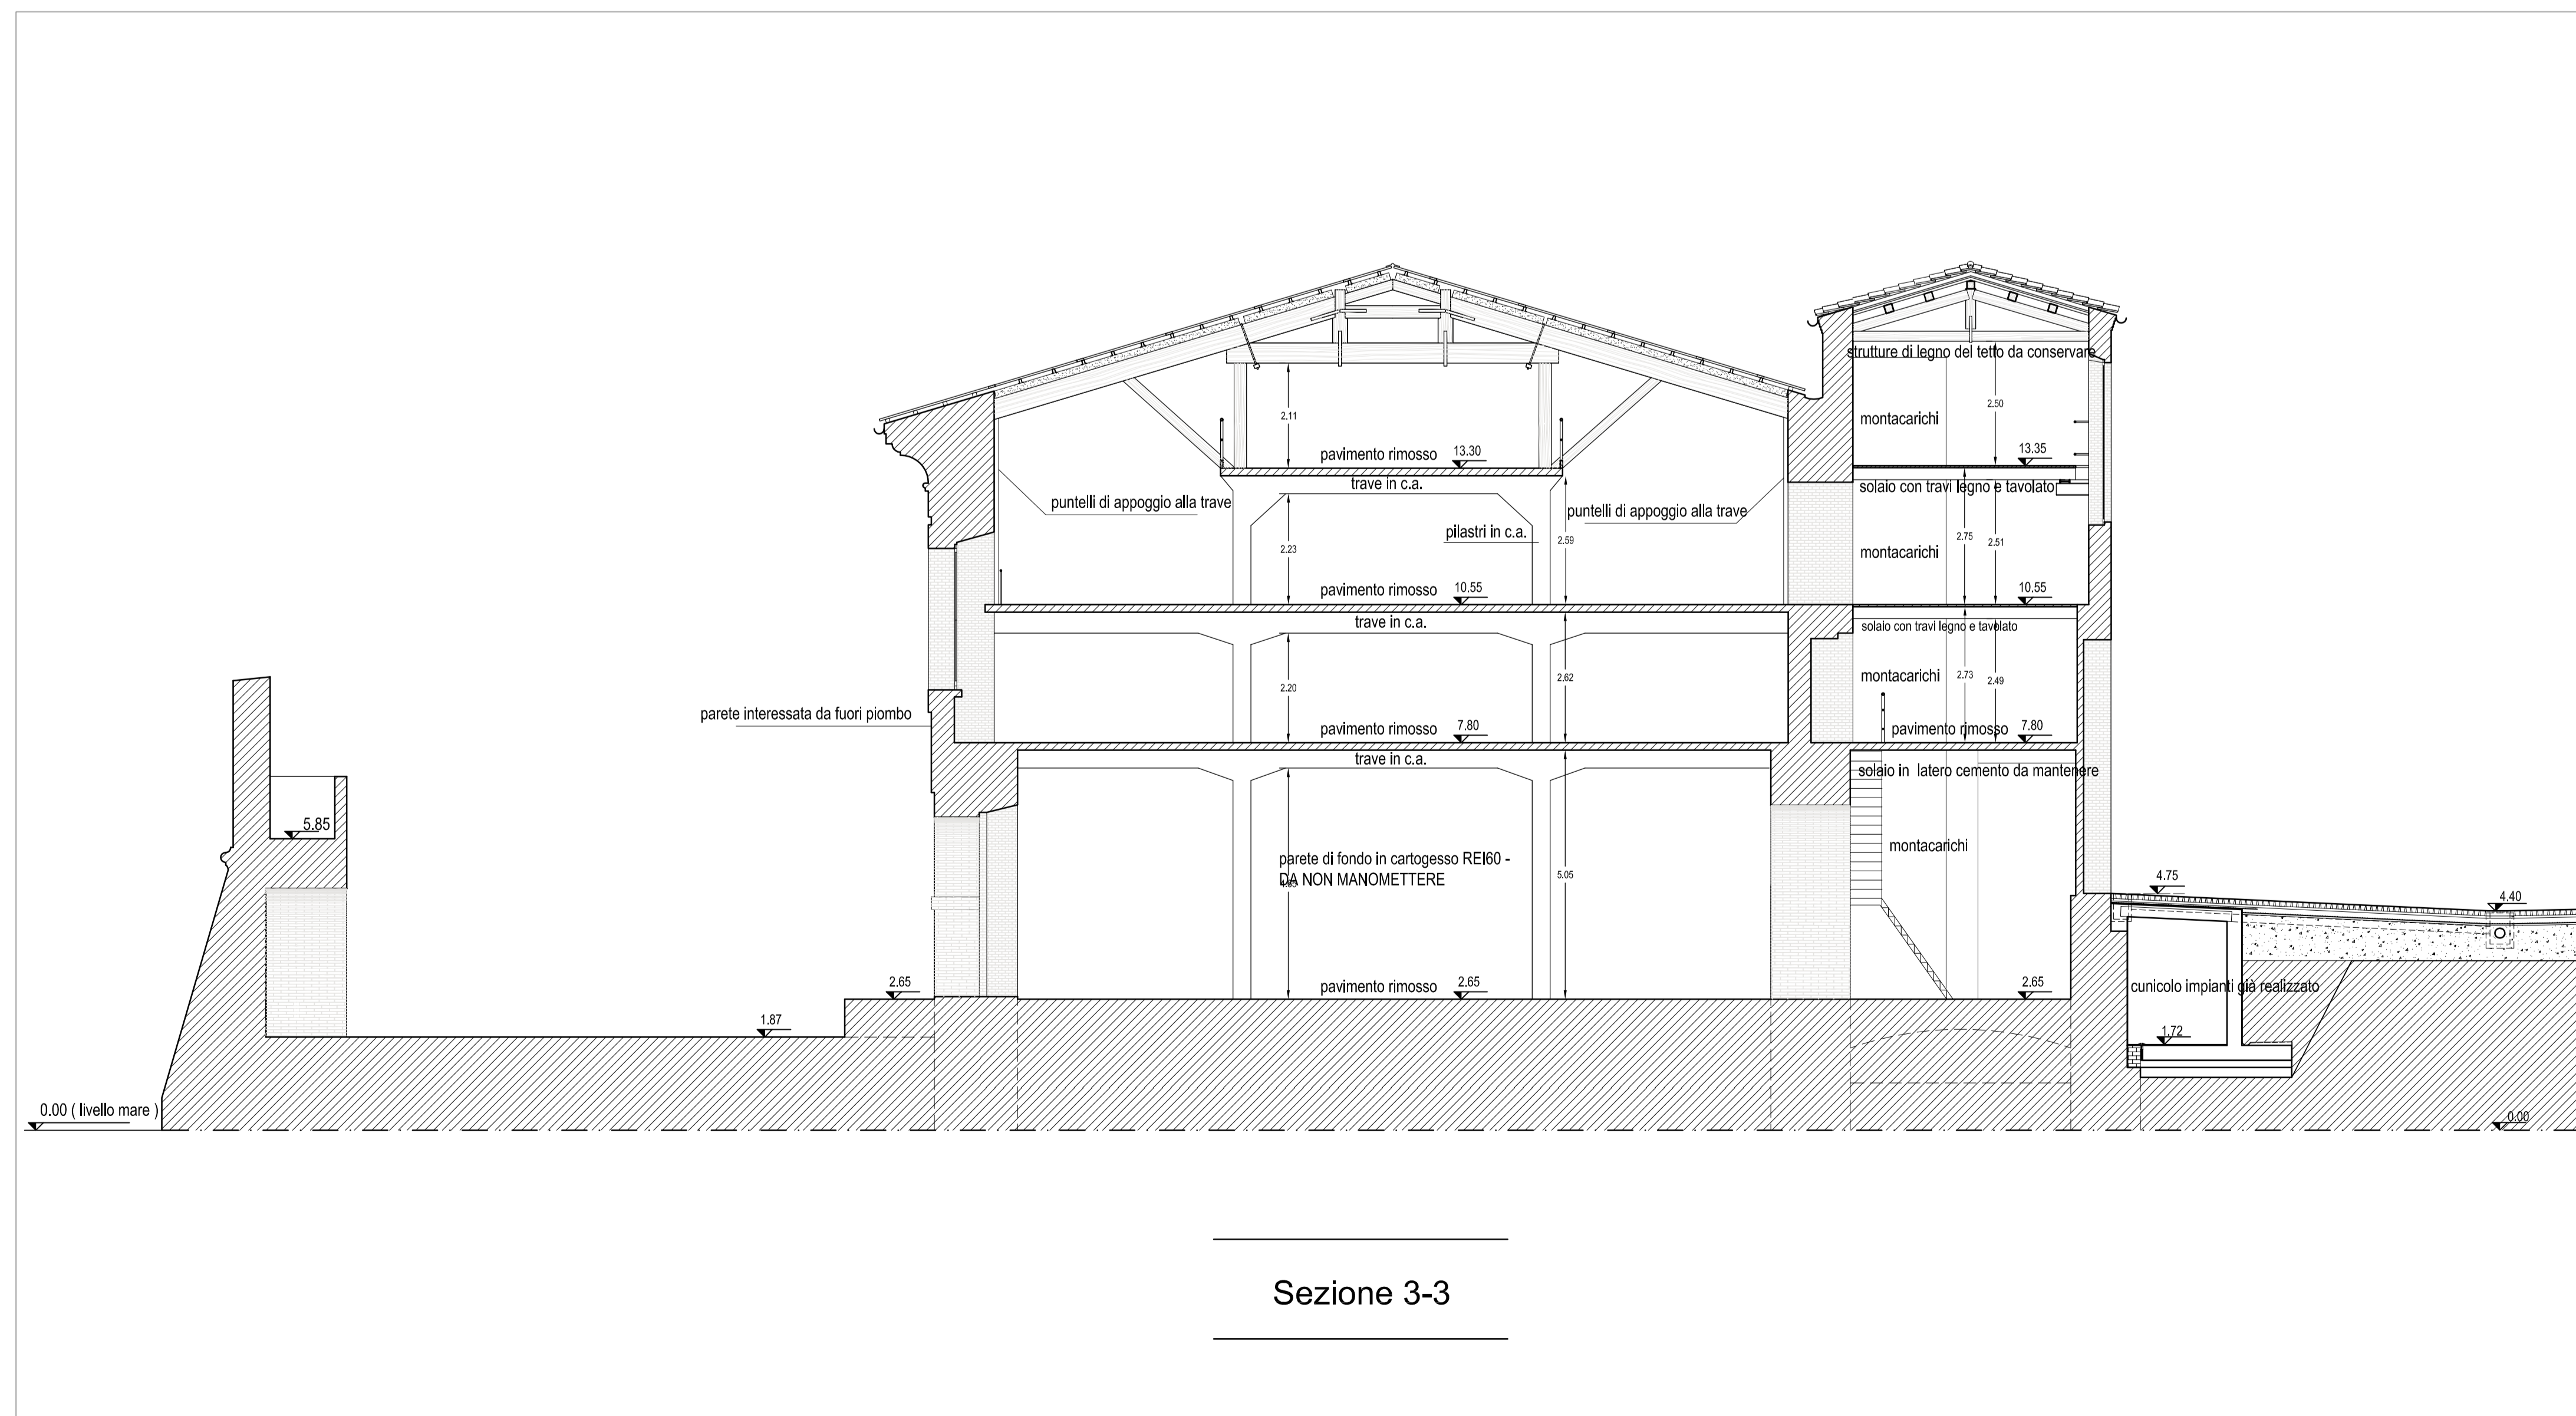 strutture di legno del tetto da conservare
2.11
2.50
montacarichi
pavimento rimosso
13.30
13.35
trave in c.a.
solaio con travi legno e tavolato
puntelli di appoggio alla trave
puntelli di appoggio alla trave
pilastri in c.a.
2.23
2.59
2.75
2.51
montacarichi
pavimento rimosso
10.55
10.55
trave in c.a.
solaio con travi legno e tavolato
2.20
2.62
montacarichi
2.73
2.49
parete interessata da fuori piombo
pavimento rimosso
7.80
pavimento rimosso
7.80
trave in c.a.
solaio in latero cemento da mantenere
5.85
montacarichi
parete di fondo in cartogesso REI60 -
DA NON MANOMETTERE
5.05
4.75
4.40
2.65
pavimento rimosso
2.65
2.65
cunicolo impianti già realizzato
1.87
1.72
0.00 ( livello mare )
0.00
Sezione 3-3